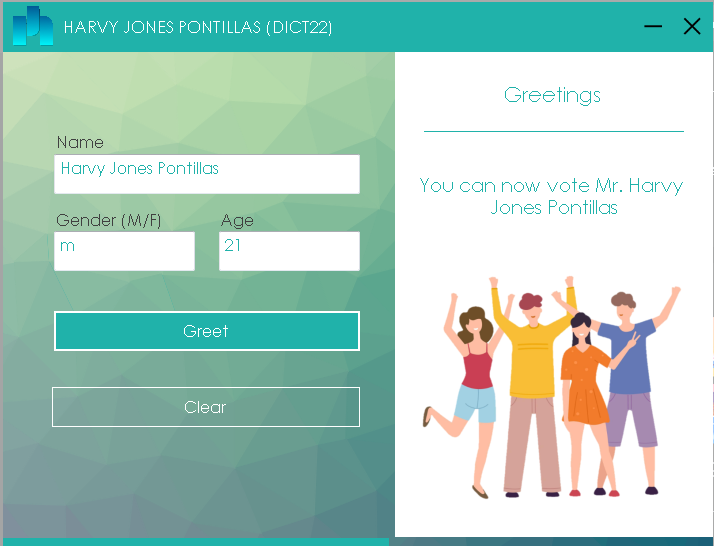 HARVY JONES PONTILLAS (DICT22)
Name
Harvy Jones Pontillas
Gender (M/F)
Age
m
21
Greet
Clear
Greetings
You can now vote Mr. Harvy
Jones Pontillas